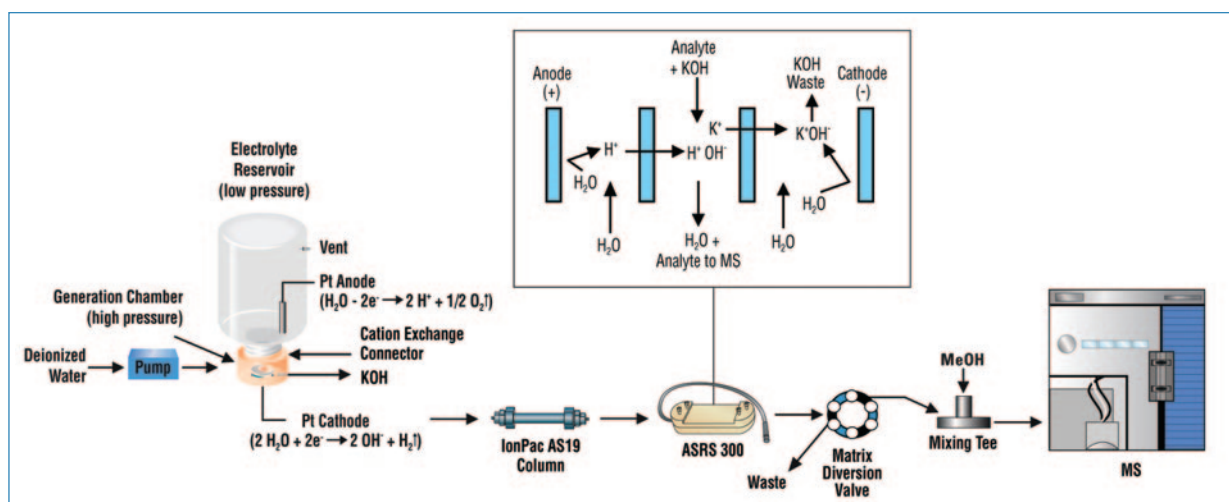 Analyte
+ KOH
Anode
(+)
KOH
Waste
Cathode
(-)
K⁺
K⁺OH⁻
H⁺
H⁺ OH⁻
H₂O
H₂O
H₂O
H₂O
H₂O +
Analyte to MS
Electrolyte
Reservoir
(low pressure)
Vent
Pt Anode
(H₂O - 2e⁻ → 2 H⁺ + 1/2 O₂↑)
Generation Chamber
(high pressure)
Cation Exchange
Connector
Deionized
Water
Pump
KOH
Pt Cathode
(2 H₂O + 2e⁻ → 2 OH⁻ + H₂↑)
IonPac AS19
Column
ASRS 300
Waste
Matrix
Diversion
Valve
MeOH
Mixing Tee
MS